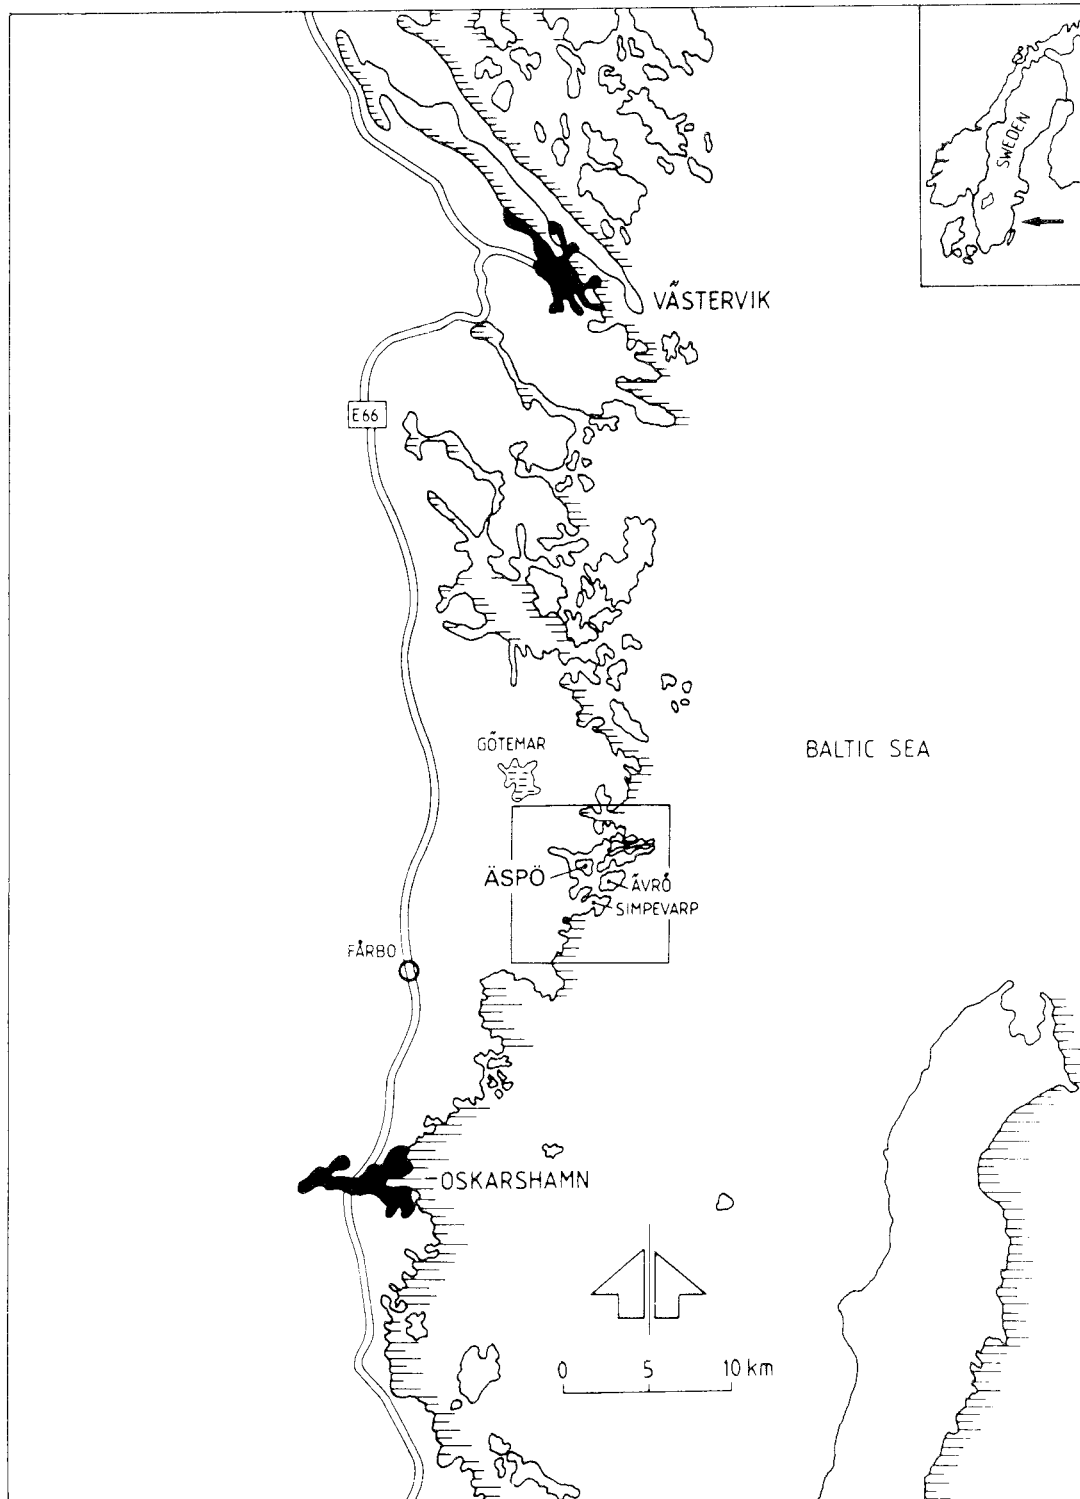 SWEDEN
VÄSTERVIK
E66
GÖTEMAR
BALTIC SEA
ÄSPÖ
ÄVRÖ
SIMPEVARP
FÅRBO
OSKARSHAMN
0 5 10 km